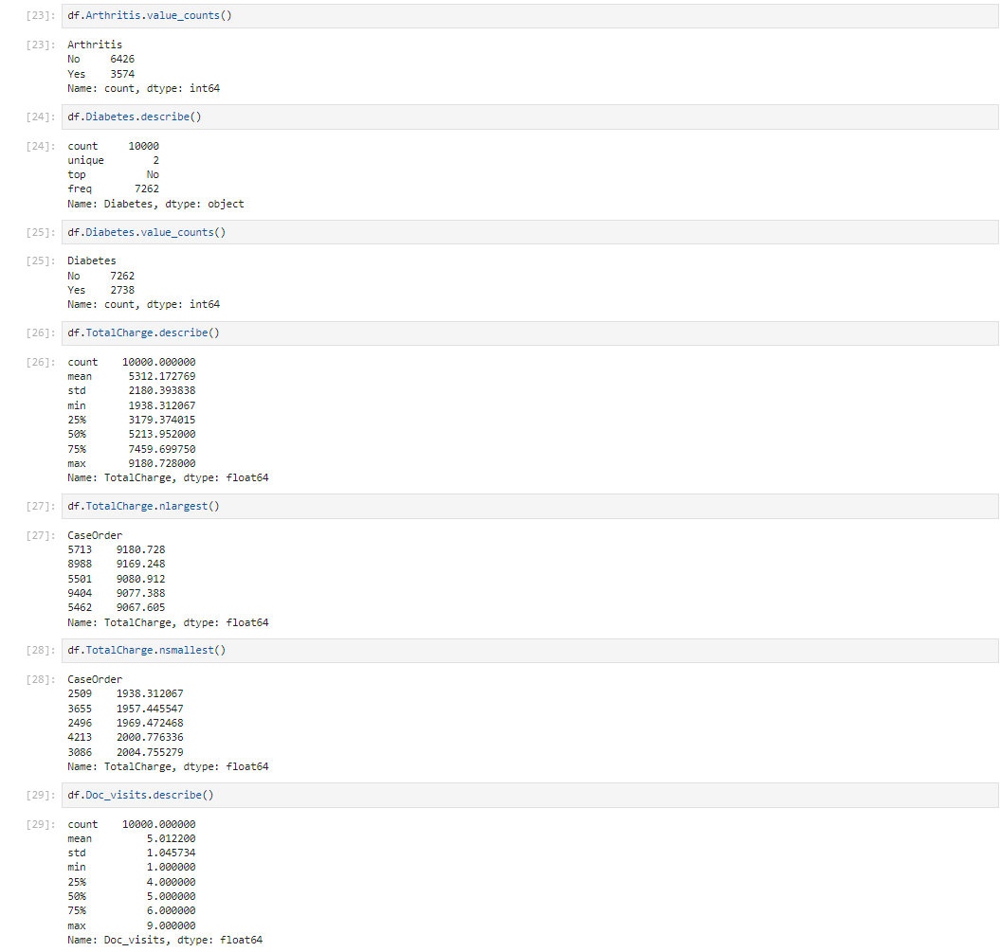 [23]: df.Arthritis.value_counts()
[23]: Arthritis
No     6426
Yes    3574
Name: count, dtype: int64
[24]: df.Diabetes.describe()
[24]: count     10000
unique        2
top          No
freq       7262
Name: Diabetes, dtype: object
[25]: df.Diabetes.value_counts()
[25]: Diabetes
No     7262
Yes    2738
Name: count, dtype: int64
[26]: df.TotalCharge.describe()
[26]: count    10000.000000
mean      5312.172769
std       2180.393838
min       1938.312067
25%       3179.374015
50%       5213.952000
75%       7459.699750
max       9180.728000
Name: TotalCharge, dtype: float64
[27]: df.TotalCharge.nlargest()
[27]: CaseOrder
5713    9180.728
8988    9169.248
5501    9080.912
9404    9077.388
5462    9067.605
Name: TotalCharge, dtype: float64
[28]: df.TotalCharge.nsmallest()
[28]: CaseOrder
2509    1938.312067
3655    1957.445547
2496    1969.472468
4213    2000.776336
3086    2004.755279
Name: TotalCharge, dtype: float64
[29]: df.Doc_visits.describe()
[29]: count    10000.000000
mean         5.012200
std          1.045734
min          1.000000
25%          4.000000
50%          5.000000
75%          6.000000
max          9.000000
Name: Doc_visits, dtype: float64